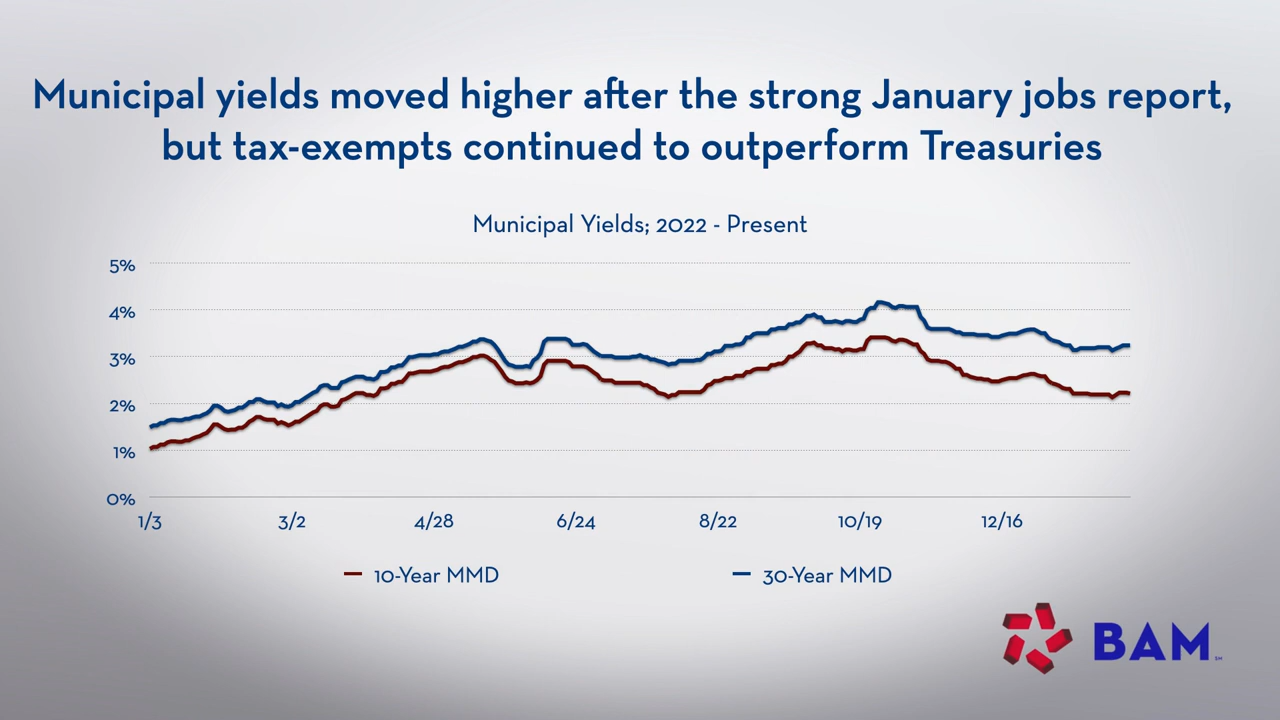 Municipal yields moved higher after the strong January jobs report,
but tax-exempts continued to outperform Treasuries
Municipal Yields; 2022 - Present
5%
4%
3%
2%
1%
0%
1/3 3/2 4/28 6/24 8/22 10/19 12/16
10-Year MMD 30-Year MMD
BAM SM